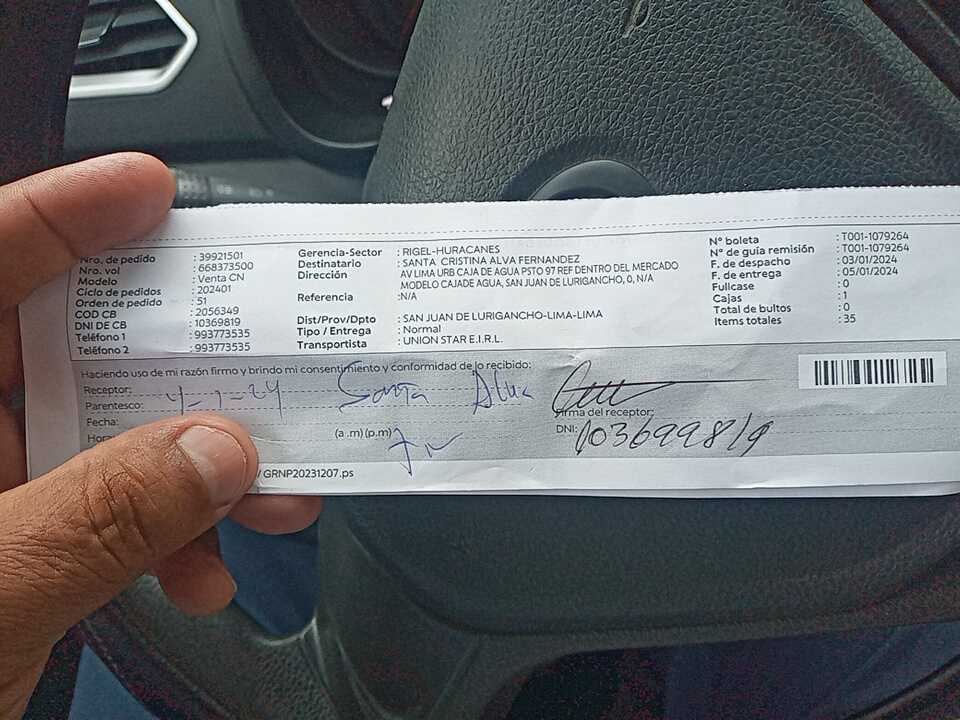 Nro. de pedido : 39921501
Nro. vol : 668373500
Modelo : Venta CN
Ciclo de pedidos : 202401
Orden de pedido : 51
COD CB : 2056349
DNI DE CB : 10369819
Teléfono 1 : 993773535
Teléfono 2 : 993773535
Gerencia-Sector : RIGEL-HURACANES
Destinatario : SANTA CRISTINA ALVA FERNANDEZ
Dirección AV LIMA URB CAJA DE AGUA PSTO 97 REF DENTRO DEL MERCADO
MODELO CAJADE AGUA, SAN JUAN DE LURIGANCHO, 0, N/A
Referencia :N/A
Dist/Prov/Dpto : SAN JUAN DE LURIGANCHO-LIMA-LIMA
Tipo / Entrega : Normal
Transportista : UNION STAR E.I.R.L.
N° boleta : T001-1079264
N° de guía remisión : T001-1079264
F. de despacho : 03/01/2024
F. de entrega : 05/01/2024
Fullcase : 0
Cajas : 1
Total de bultos : 0
Items totales : 35
Haciendo uso de mi razón firmo y brindo mi consentimiento y conformidad de lo recibido:
Receptor: Santa Alva
Parentesco:
Fecha: 4-1-24
Hora
(a .m) (p.m)
Firma del receptor:
DNI:
/ GRNP20231207.ps